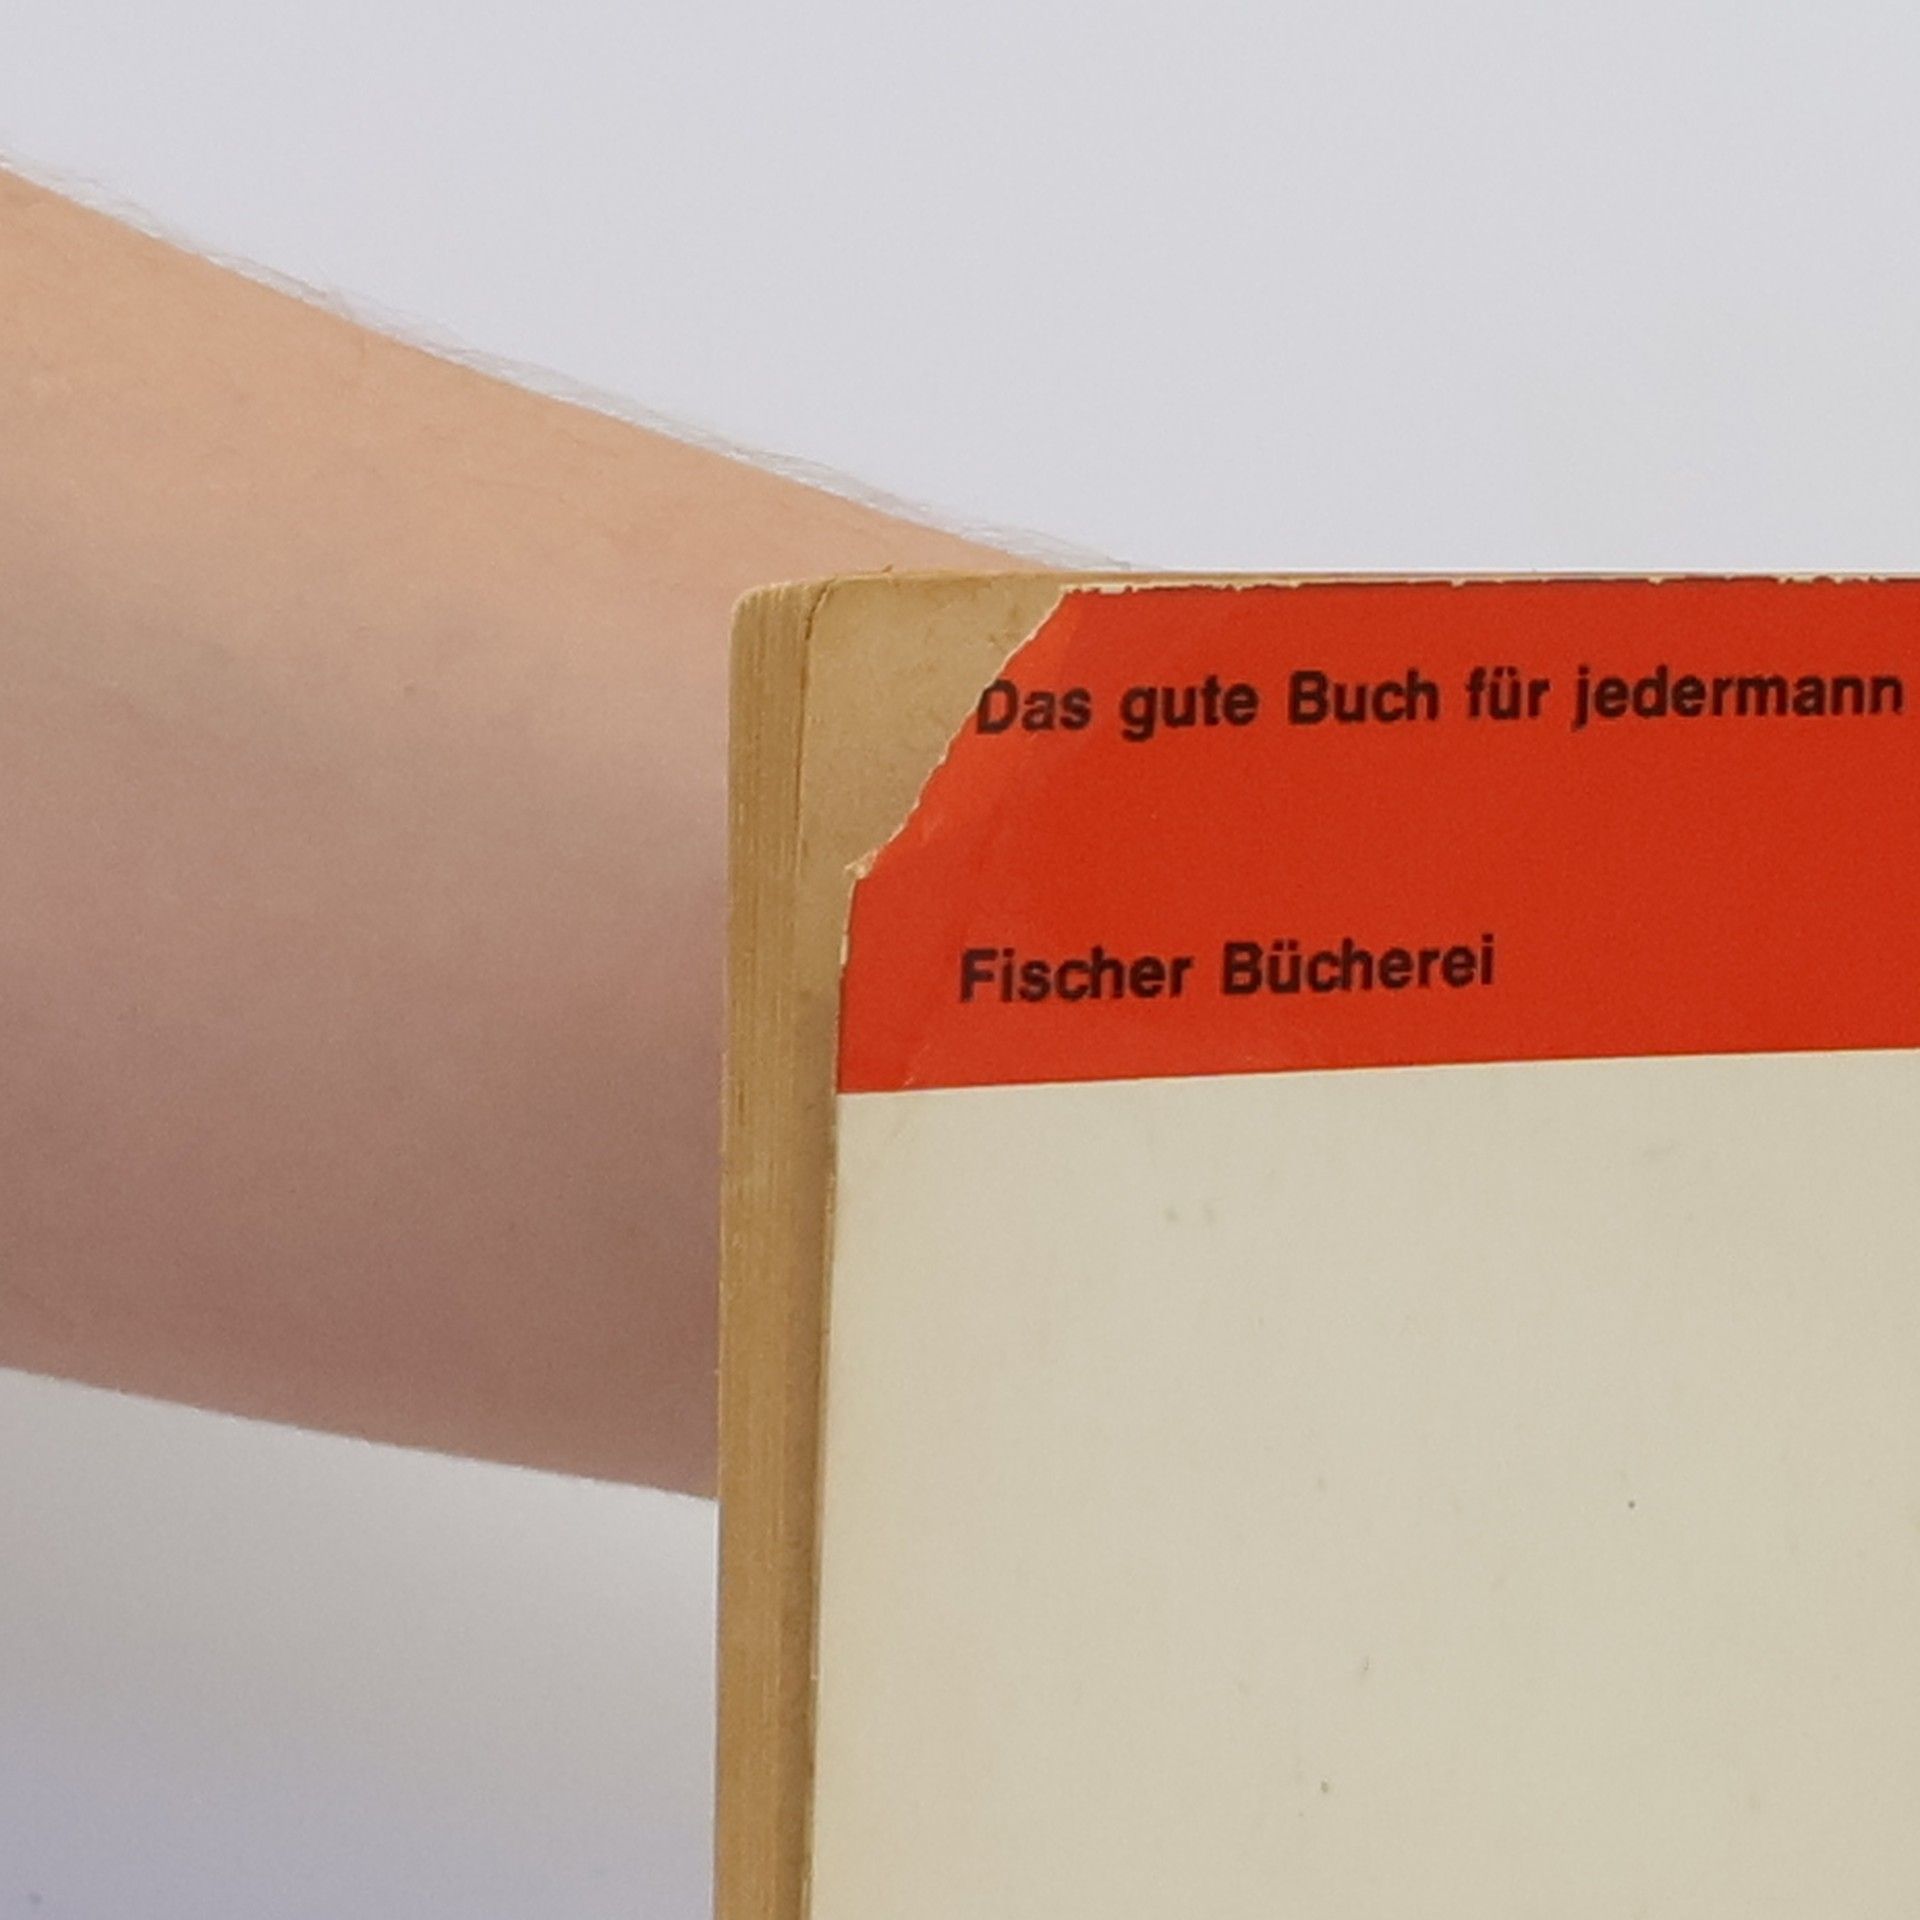 Das gute Buch für jedermann
Fischer Bücherei